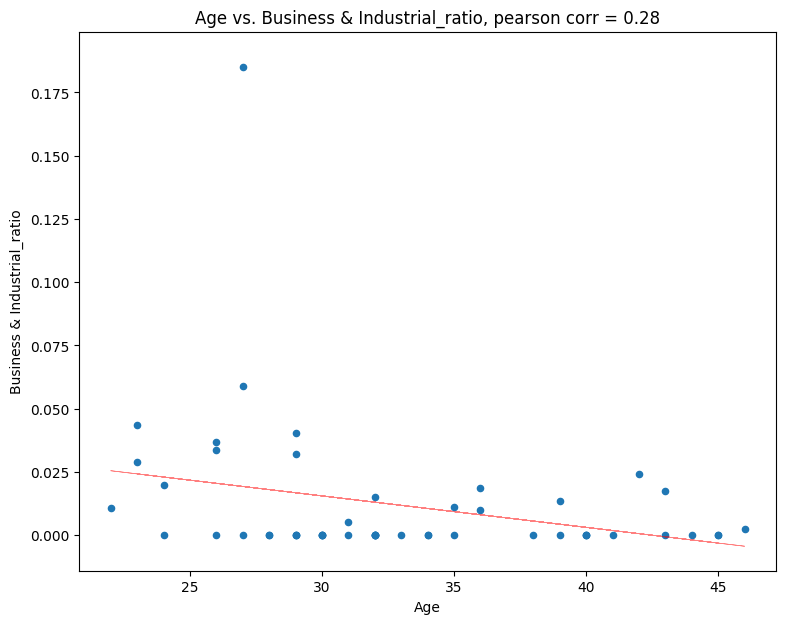 Age vs. Business & Industrial_ratio, pearson corr = 0.28
Business & Industrial_ratio
0.175
0.150
0.125
0.100
0.075
0.050
0.025
0.000
25 30 35 40 45
Age